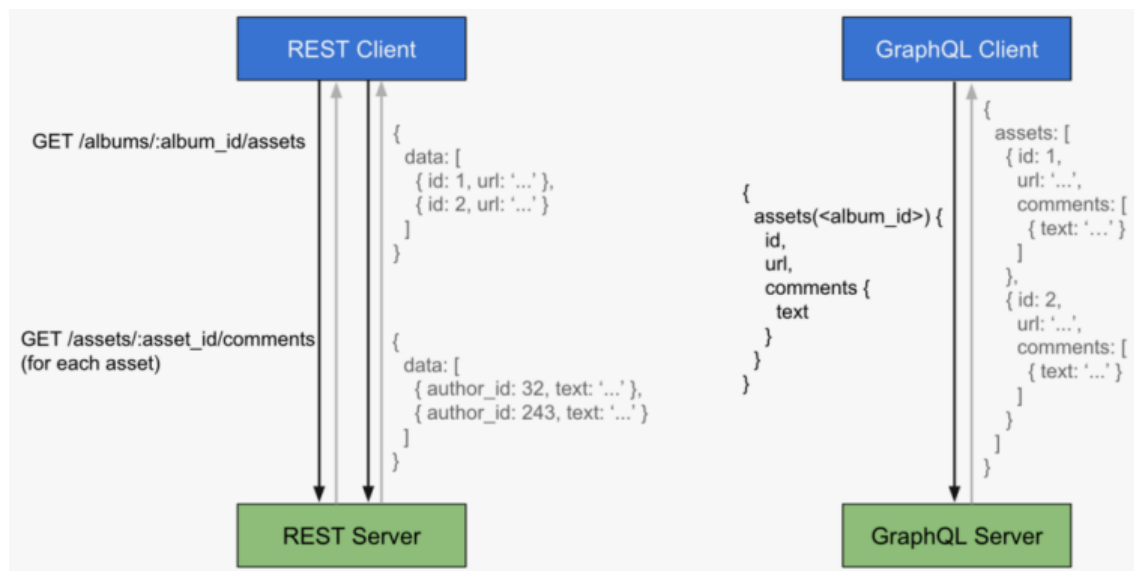 REST Client
GET /albums/:album_id/assets
{
data: [
{ id: 1, url: ‘...’ },
{ id: 2, url: ‘...’ }
]
}
GET /assets/:asset_id/comments
(for each asset)
{
data: [
{ author_id: 32, text: ‘...’ },
{ author_id: 243, text: ‘...’ }
]
}
REST Server
GraphQL Client
{
assets(<album_id>) {
id,
url,
comments {
text
}
}
}
{
assets: [
{ id: 1,
url: ‘...’,
comments: [
{ text: ‘...’ }
]
},
{ id: 2,
url: ‘...’,
comments: [
{ text: ‘...’ }
]
}
]
}
GraphQL Server